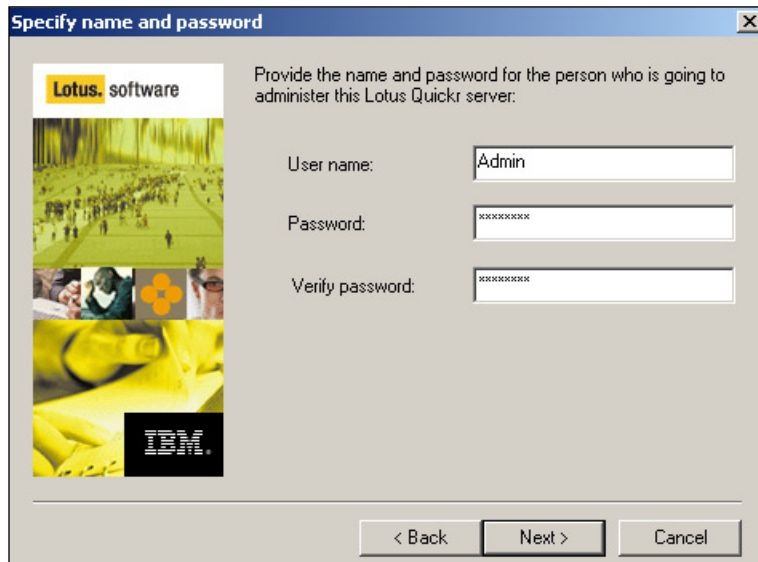 Specify name and password
Lotus. software
Provide the name and password for the person who is going to
administer this Lotus Quickr server:
User name:
Admin
Password:
********
Verify password:
********
IBM.
< Back
Next >
Cancel